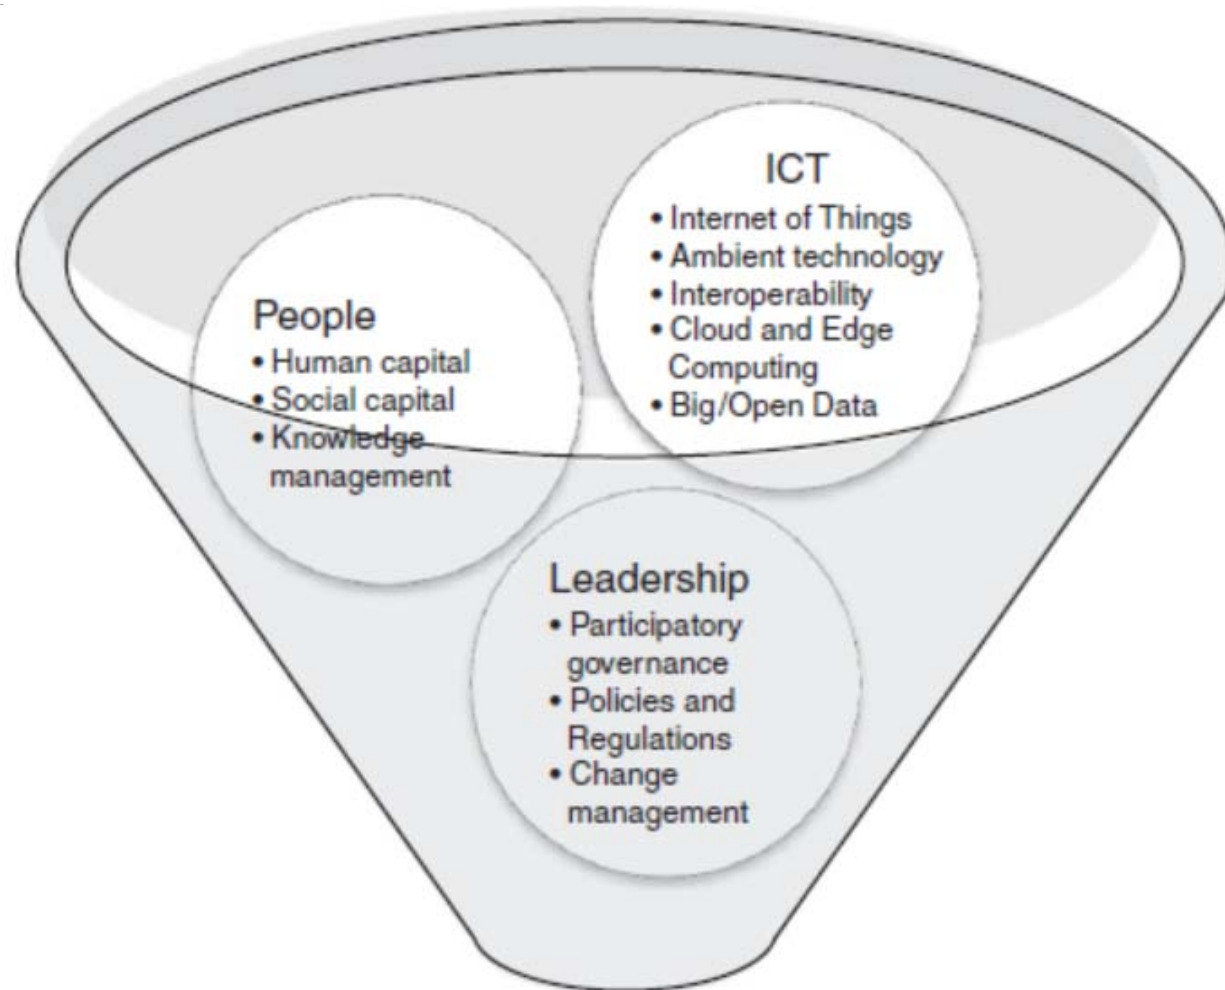 People
• Human capital
• Social capital
• Knowledge
management
ICT
• Internet of Things
• Ambient technology
• Interoperability
• Cloud and Edge
Computing
• Big/Open Data
Leadership
• Participatory
governance
• Policies and
Regulations
• Change
management